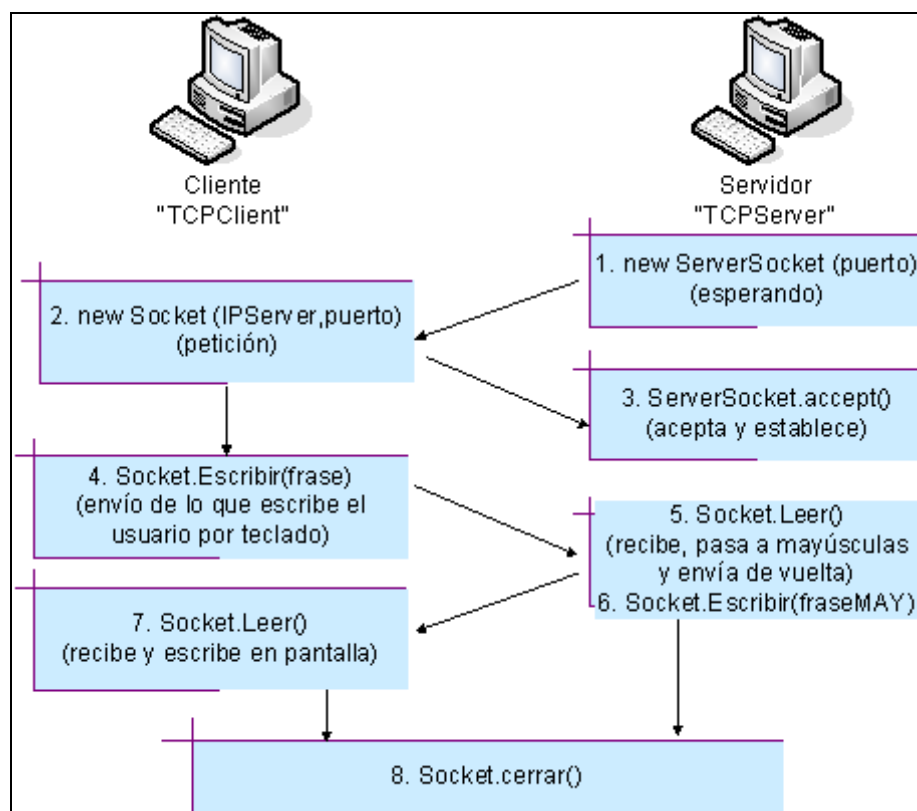 Cliente
"TCPClient"
Servidor
"TCPServer"
1. new ServerSocket (puerto)
(esperando)
2. new Socket (IPServer,puerto)
(petición)
3. ServerSocket.accept()
(acepta y establece)
4. Socket.Escribir(frase)
(envío de lo que escribe el
usuario por teclado)
5. Socket.Leer()
(recibe, pasa a mayúsculas
y envía de vuelta)
6. Socket.Escribir(fraseMAY)
7. Socket.Leer()
(recibe y escribe en pantalla)
8. Socket.cerrar()